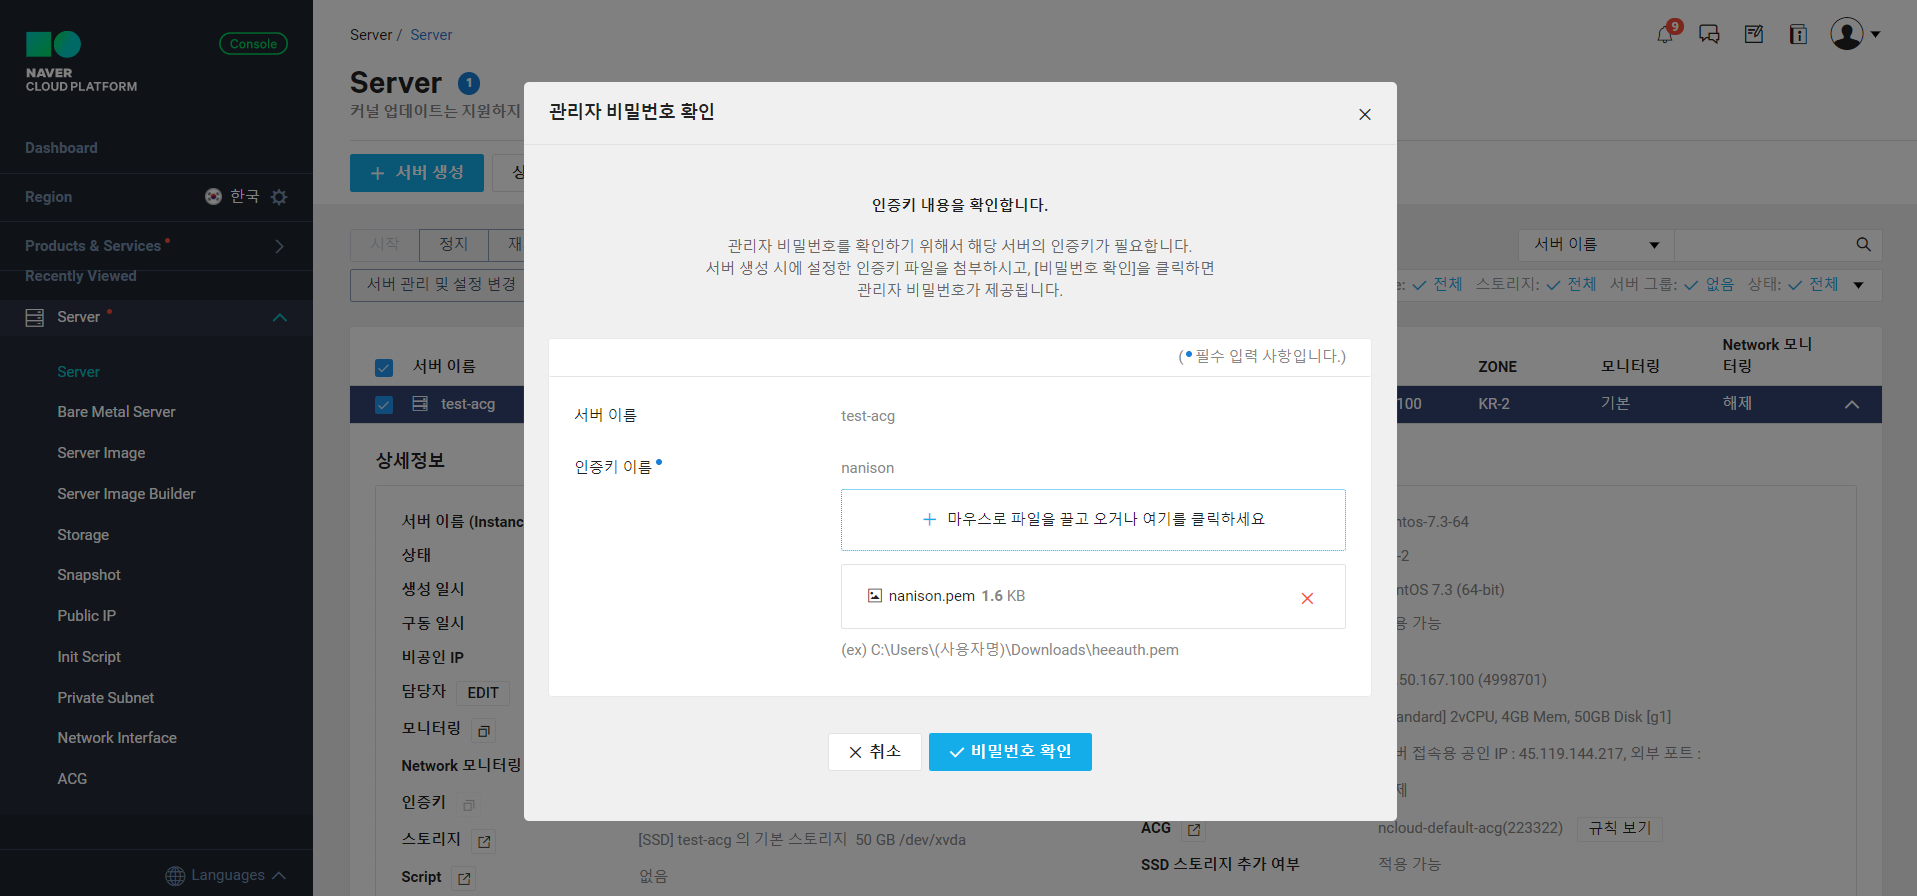 NAVER
CLOUD PLATFORM
Console
Dashboard
Region
한국
Products & Services
Recently Viewed
Server
Server
Bare Metal Server
Server Image
Server Image Builder
Storage
Snapshot
Public IP
Init Script
Private Subnet
Network Interface
ACG
Languages
Server / Server
9
Server 1
커널 업데이트는 지원하지
+ 서버 생성
시작
정지
서버 이름
서버 관리 및 설정 변경
전체 스토리지: 전체 서버 그룹: 없음 상태: 전체
서버 이름
ZONE
모니터링
Network 모니
터링
test-acg
100
KR-2
기본
해제
상세정보
서버 이름 (Instanc
ntos-7.3-64
상태
-2
생성 일시
ntOS 7.3 (64-bit)
구동 일시
가능
비공인 IP
담당자 EDIT
.50.167.100 (4998701)
모니터링
andard] 2vCPU, 4GB Mem, 50GB Disk [g1]
Network 모니터링
접속용 공인 IP : 45.119.144.217, 외부 포트 :
인증키
스토리지
[SSD] test-acg 의 기본 스토리지 50 GB /dev/xvda
ACG
ncloud-default-acg(223322)
규칙 보기
Script
없음
SSD 스토리지 추가 여부
적용 가능
관리자 비밀번호 확인
인증키 내용을 확인합니다.
관리자 비밀번호를 확인하기 위해서 해당 서버의 인증키가 필요합니다.
서버 생성 시에 설정한 인증키 파일을 첨부하시고, [비밀번호 확인]을 클릭하면
관리자 비밀번호가 제공됩니다.
(• 필수 입력 사항입니다.)
서버 이름
test-acg
인증키 이름 •
nanison
+ 마우스로 파일을 끌고 오거나 여기를 클릭하세요
nanison.pem 1.6 KB
(ex) C:\Users\(사용자명)\Downloads\heeauth.pem
취소
비밀번호 확인